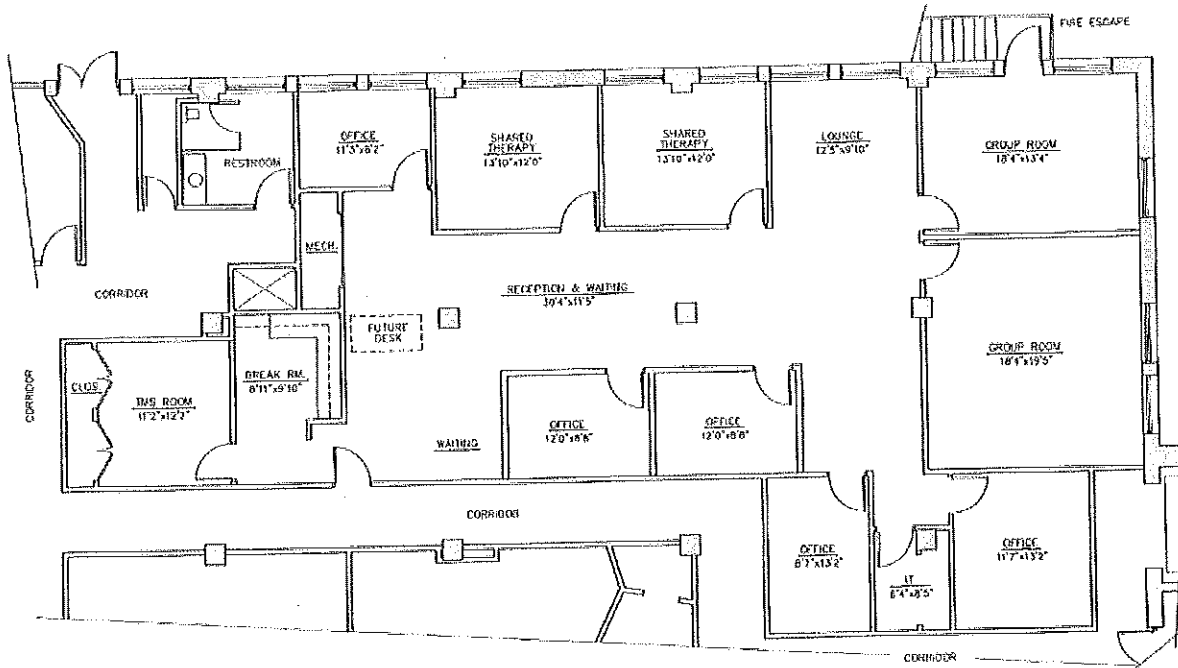 FIRE ESCAPE
OFFICE
11'3"x8'2"
SHARED
THERAPY
13'10"x12'0"
SHARED
THERAPY
13'10"x12'0"
LOUNGE
12'5"x9'10"
GROUP ROOM
18'4"x13'4"
RESTROOM
MECH.
CORRIDOR
RECEPTION & WAITING
30'4"x11'5"
FUTURE
DESK
GROUP ROOM
18'4"x19'5"
CORRIDOR
CLOS.
TMS ROOM
11'2"x12'2"
BREAK RM.
8'11"x9'10"
WAITING
OFFICE
12'0"x8'8"
OFFICE
12'0"x8'8"
CORRIDOR
OFFICE
8'7"x13'2"
IT
6'4"x8'5"
OFFICE
11'7"x13'2"
CORRIDOR